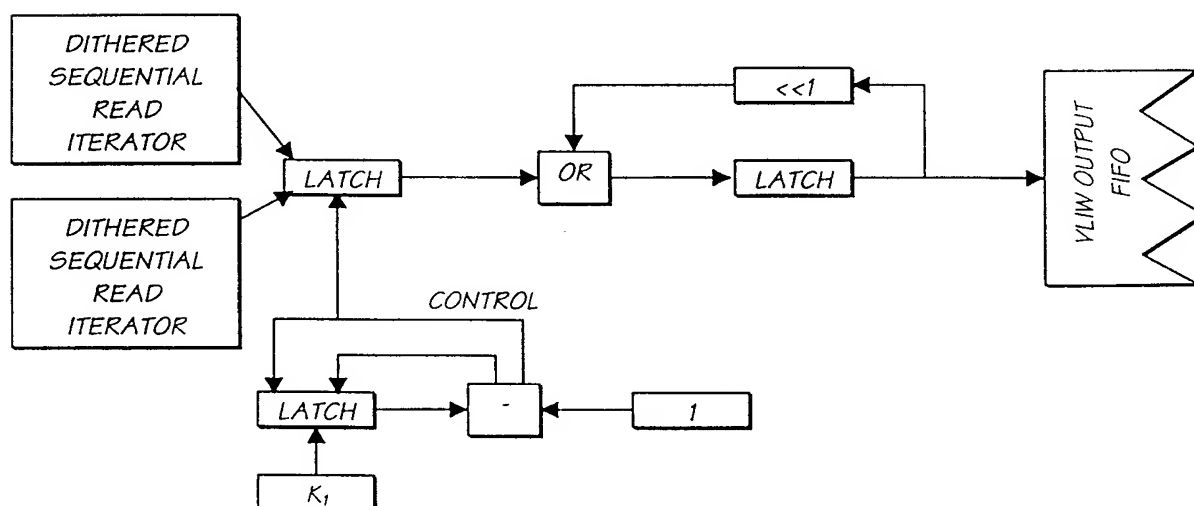 DITHERED
SEQUENTIAL
READ
ITERATOR
DITHERED
SEQUENTIAL
READ
ITERATOR
LATCH
OR
<<1
LATCH
VLIW OUTPUT
FIFO
CONTROL
LATCH
-
1
K₁